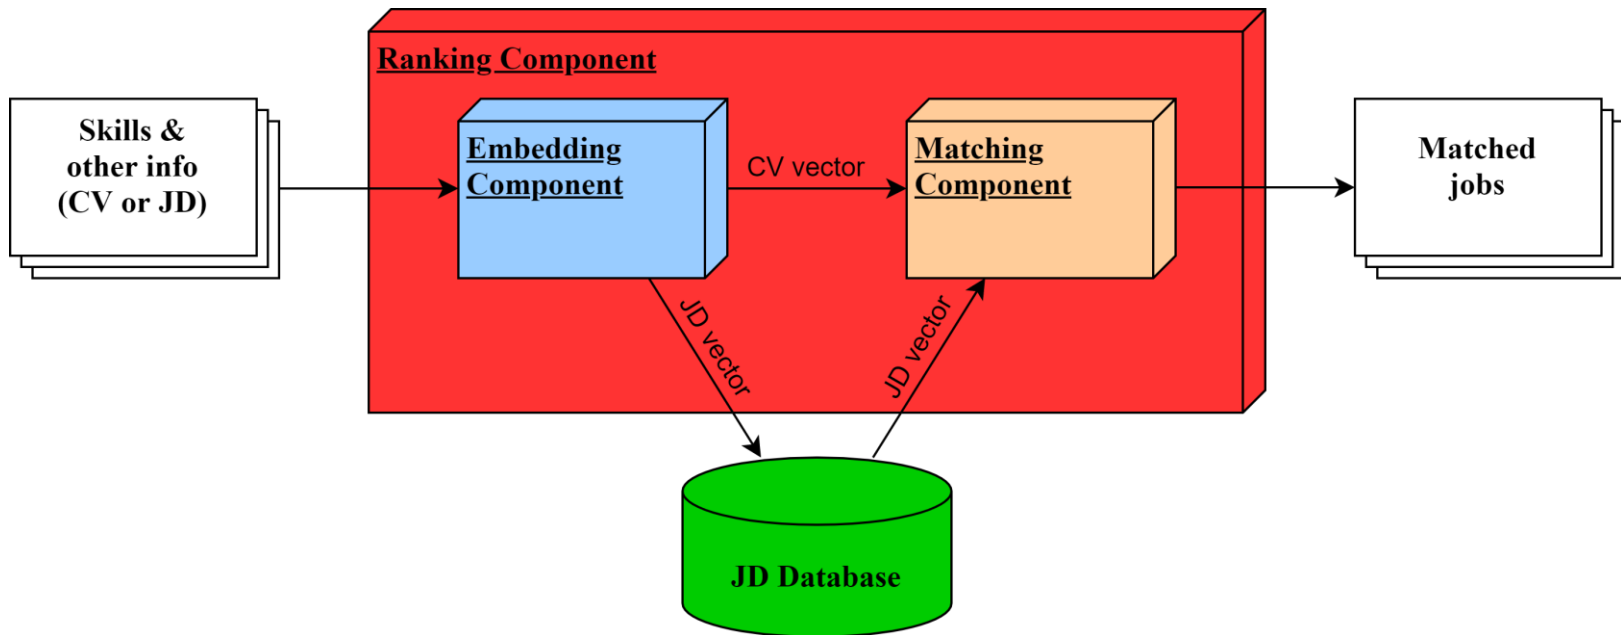 Ranking Component
Skills &
other info
(CV or JD)
Embedding
Component
CV vector
Matching
Component
Matched
jobs
JD vector
JD vector
JD Database